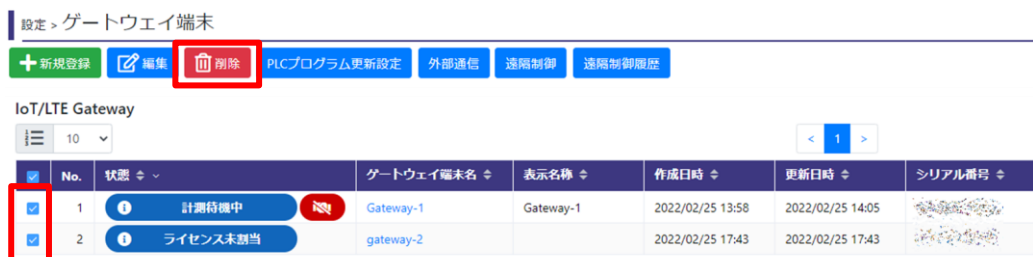 設定 > ゲートウェイ端末
新規登録 編集 削除 PLCプログラム更新設定 外部通信 遠隔制御 遠隔制御履歴
IoT/LTE Gateway
10 < 1 >
No. 状態 ゲートウェイ端末名 表示名称 作成日時 更新日時 シリアル番号
1 計測待機中 Gateway-1 Gateway-1 2022/02/25 13:58 2022/02/25 14:05
2 ライセンス未割当 gateway-2 2022/02/25 17:43 2022/02/25 17:43